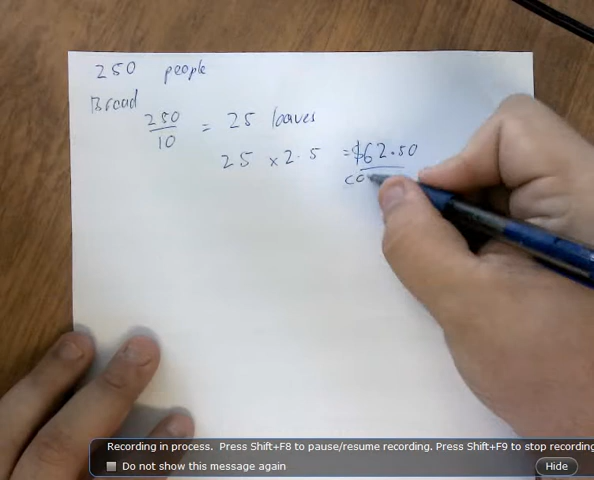 250 people
Bread
250
10
= 25 loaves
25 x 2.5 = $62.50
co
Recording in process. Press Shift+F8 to pause/resume recording. Press Shift+F9 to stop recording
Do not show this message again
Hide